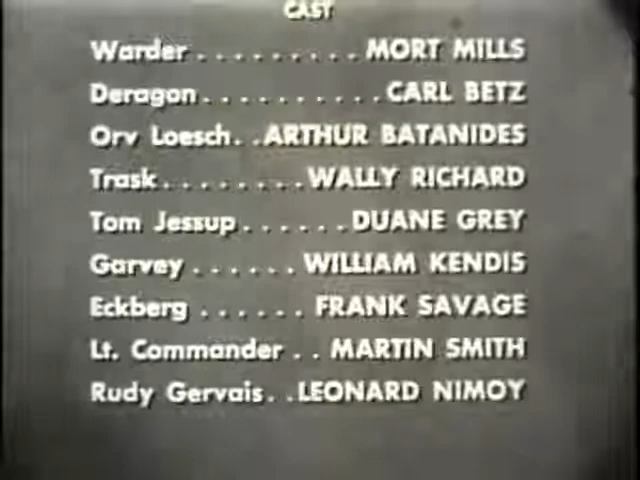 CAST
Warder . . . . . . . . . MORT MILLS
Deragon . . . . . . . . . . CARL BETZ
Orv Loesch. . ARTHUR BATANIDES
Trask . . . . . . . . WALLY RICHARD
Tom Jessup . . . . . . DUANE GREY
Garvey . . . . . . WILLIAM KENDIS
Eckberg . . . . . . FRANK SAVAGE
Lt. Commander . . MARTIN SMITH
Rudy Gervais. . LEONARD NIMOY